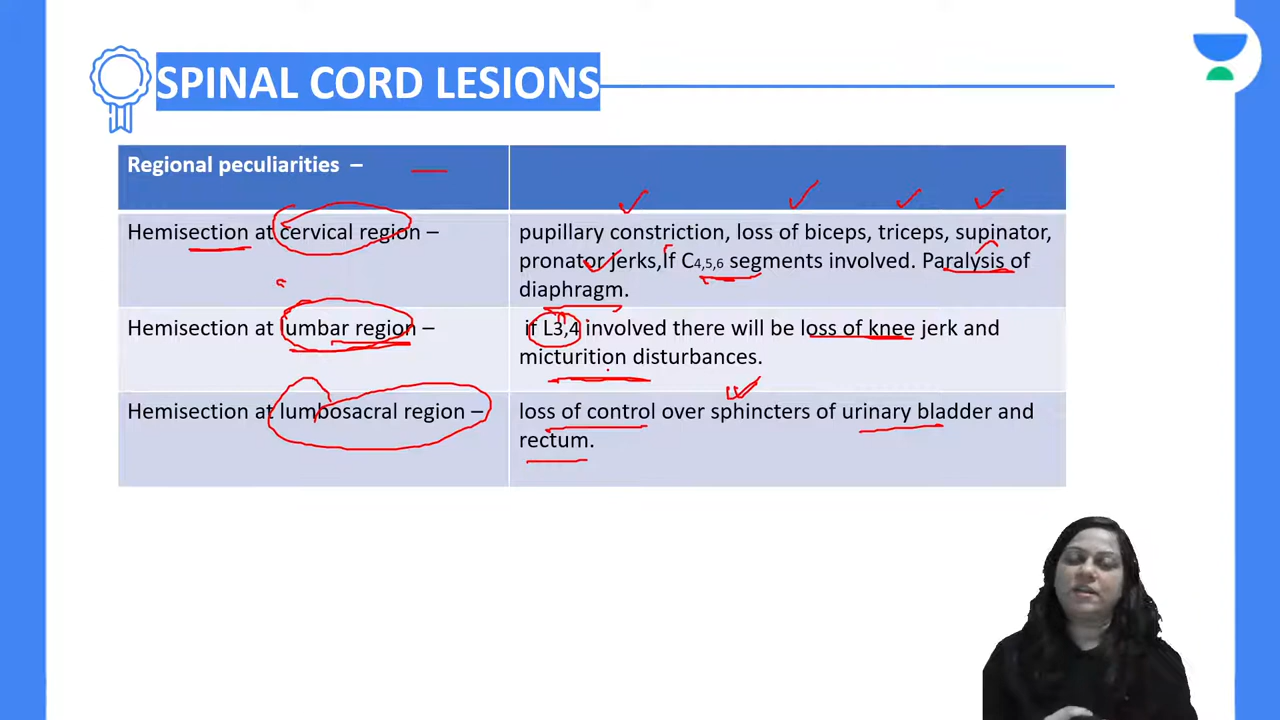 SPINAL CORD LESIONS
Regional peculiarities –
Hemisection at cervical region –
pupillary constriction, loss of biceps, triceps, supinator,
pronator jerks,If C4,5,6 segments involved. Paralysis of
diaphragm.
Hemisection at lumbar region –
if L3,4 involved there will be loss of knee jerk and
micturition disturbances.
Hemisection at lumbosacral region –
loss of control over sphincters of urinary bladder and
rectum.